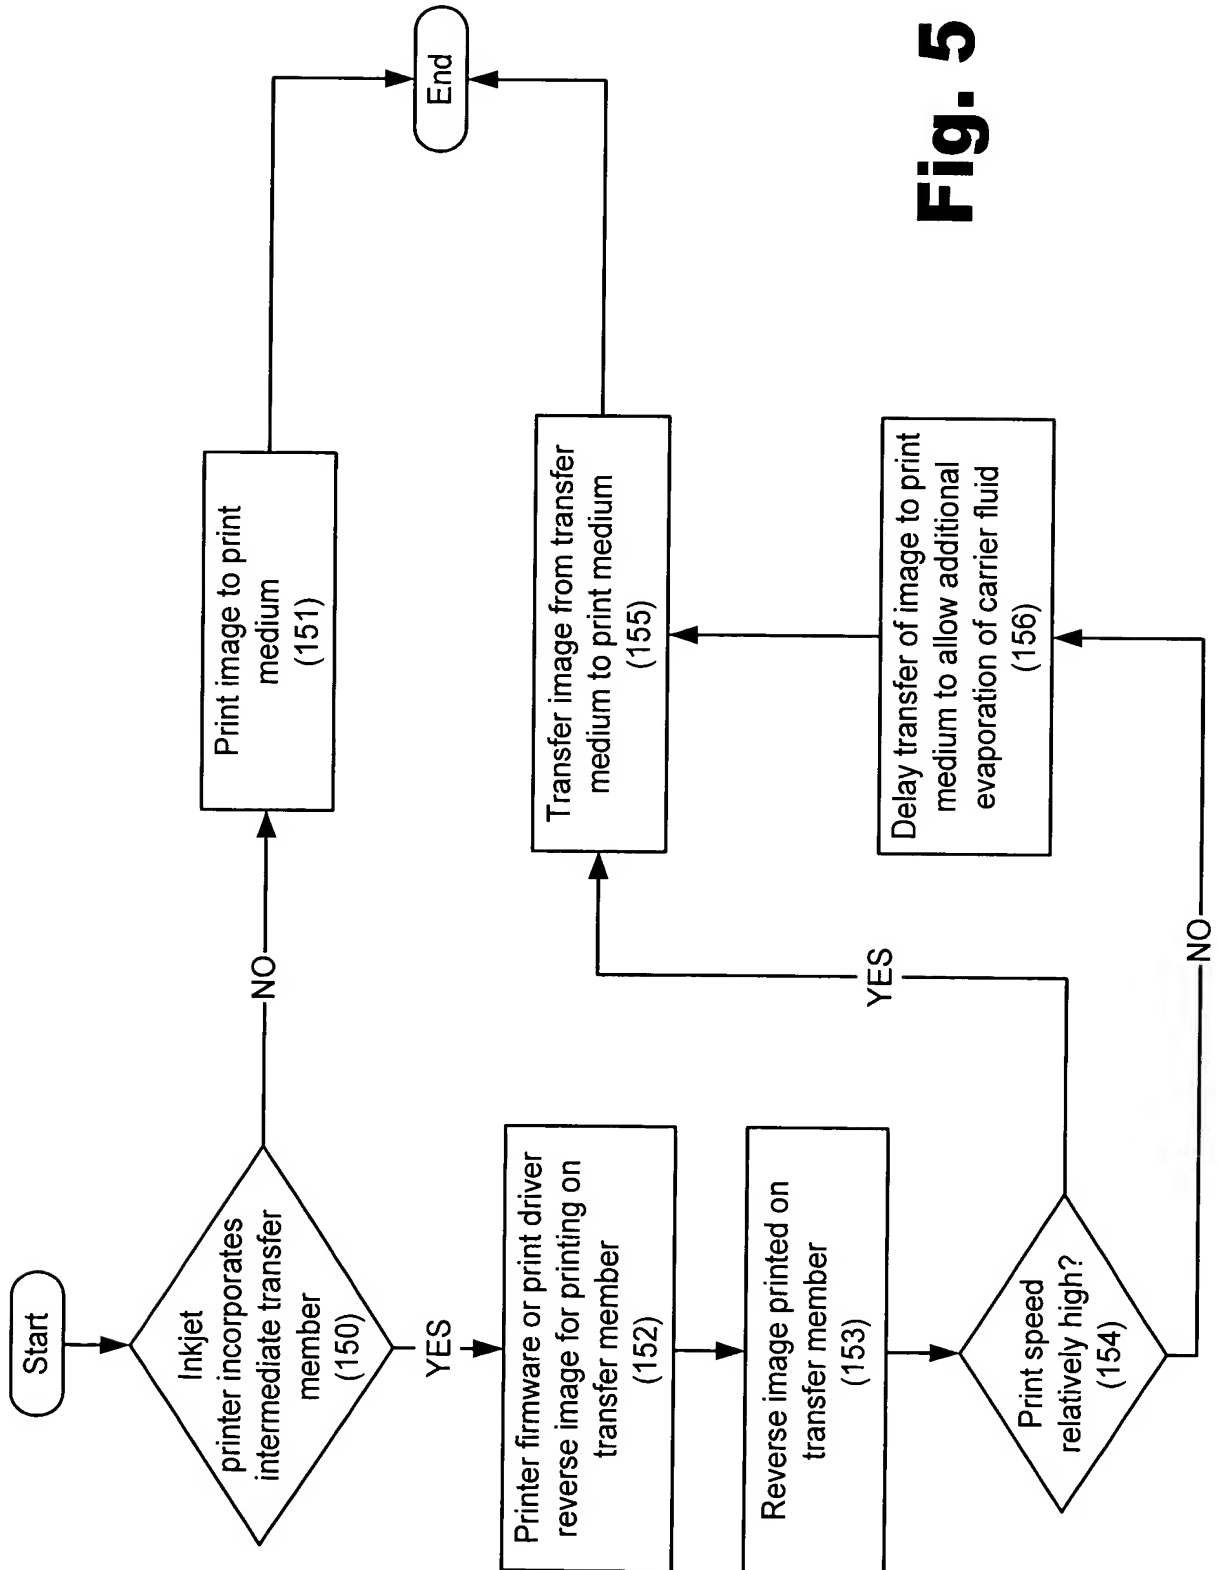 Start
Inkjet
printer incorporates
intermediate transfer
member
(150)
NO
Print image to print
medium
(151)
End
YES
Printer firmware or print driver
reverse image for printing on
transfer member
(152)
Reverse image printed on
transfer member
(153)
Print speed
relatively high?
(154)
YES
Transfer image from transfer
medium to print medium
(155)
NO
Delay transfer of image to print
medium to allow additional
evaporation of carrier fluid
(156)
Fig. 5